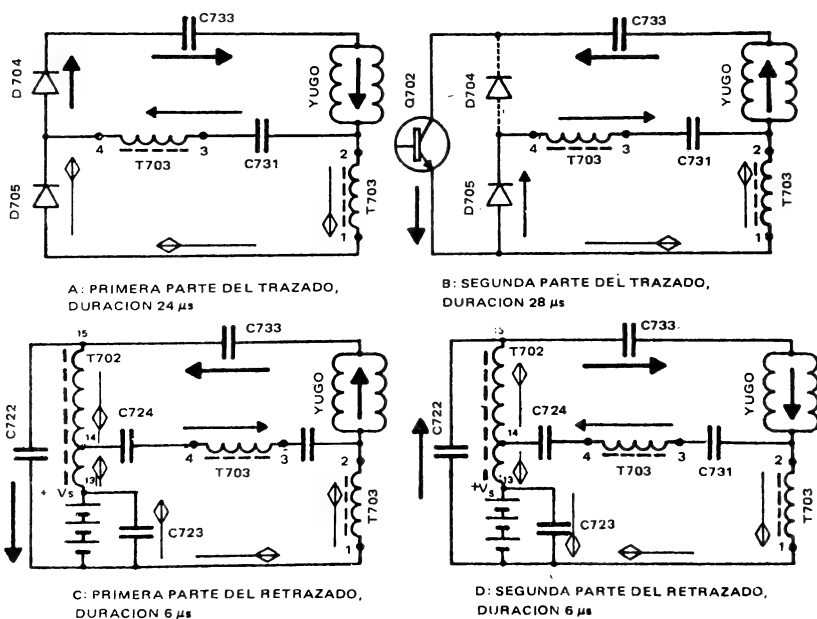 C733
D704
YUGO
4
T703
3
C731
2
D705
T703
1
A: PRIMERA PARTE DEL TRAZADO,
DURACION 24 µs
C733
Q702
D704
YUGO
4
T703
3
C731
2
D705
T703
1
B: SEGUNDA PARTE DEL TRAZADO,
DURACION 28 µs
15
C733
T702
YUGO
C722
C724
14
4
T703
3
2
13
+ Vs
C723
T703
1
C: PRIMERA PARTE DEL RETRAZADO,
DURACION 6 µs
C733
T702
YUGO
C722
C724
14
4
T703
3
C731
2
13
+Vs
C723
T703
1
D: SEGUNDA PARTE DEL RETRAZADO,
DURACION 6 µs